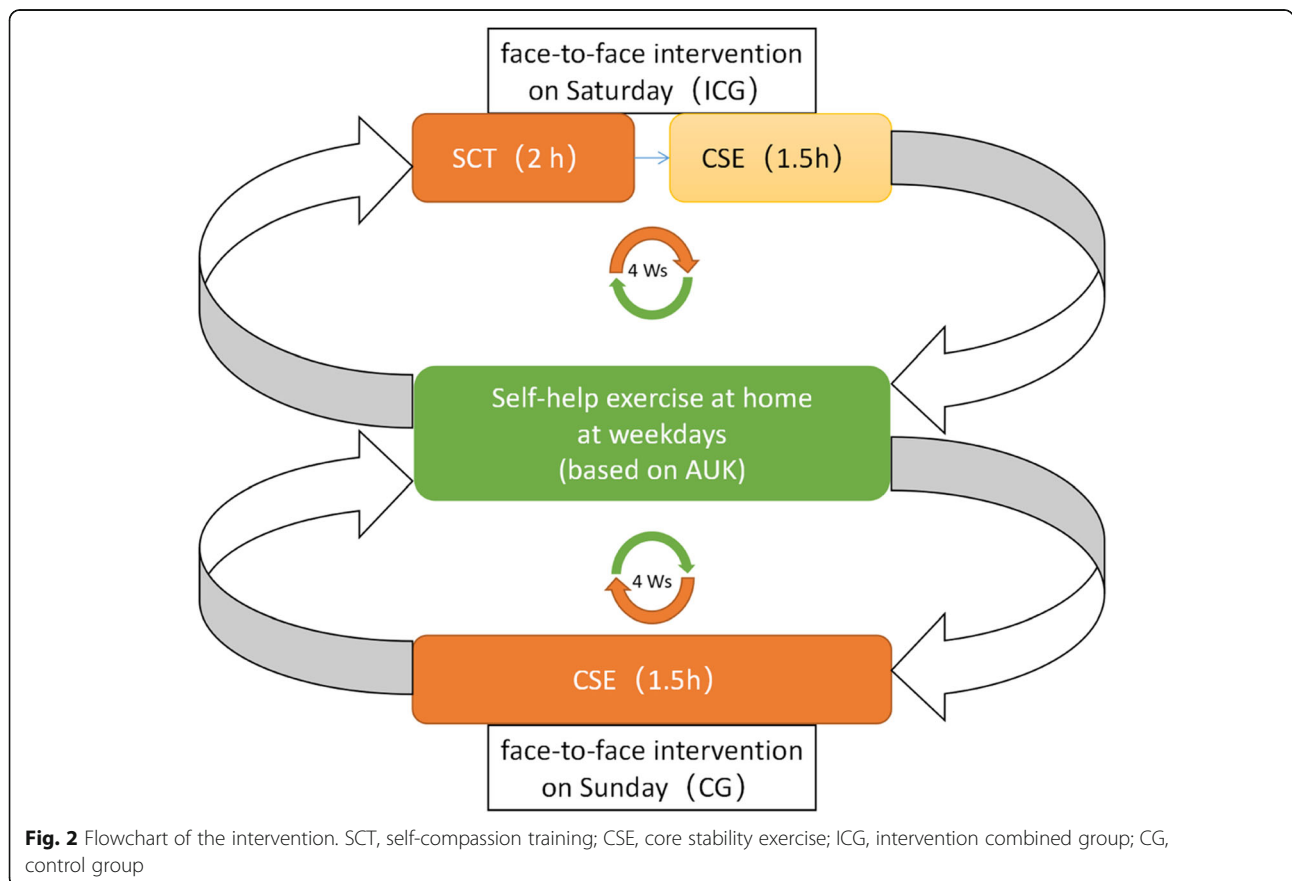 face-to-face intervention
on Saturday（ICG）
SCT（2 h）
CSE（1.5h）
4 Ws
Self-help exercise at home
at weekdays
(based on AUK)
4 Ws
CSE（1.5h）
face-to-face intervention
on Sunday（CG）
Fig. 2 Flowchart of the intervention. SCT, self-compassion training; CSE, core stability exercise; ICG, intervention combined group; CG,
control group